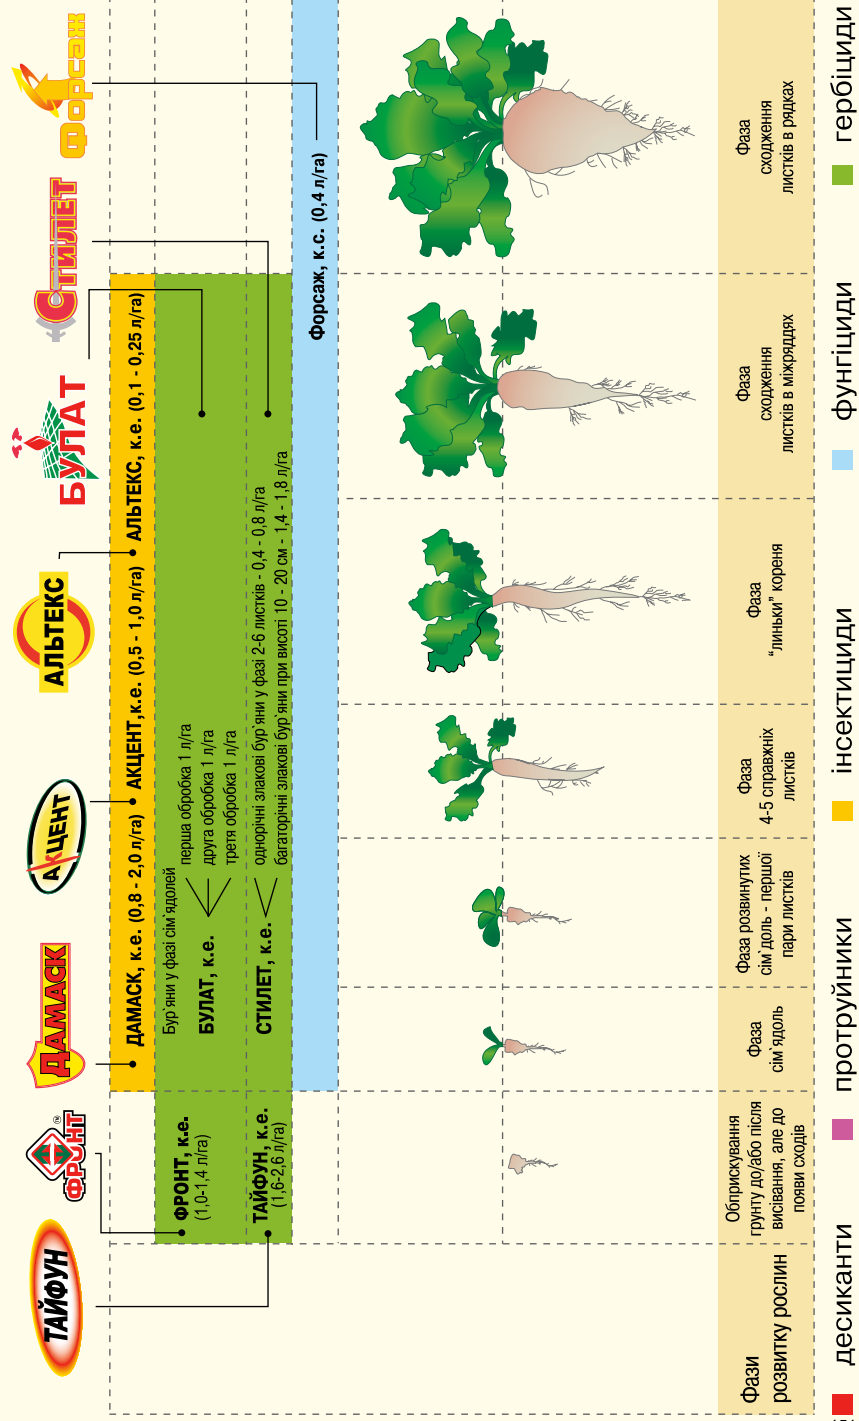 ТАЙФУН
ФРОНТ
TM
ДАМАСК
АКЦЕНТ
АЛЬТЕКС
БУЛАТ
СТИЛЕТ
Форсаж
ДАМАСК, к.е. (0,8 - 2,0 л/га)
АКЦЕНТ,к.е. (0,5 - 1,0 л/га)
АЛЬТЕКС, к.е. (0,1 - 0,25 л/га)
ФРОНТ, к.е.
(1,0-1,4 л/га)
ТАЙФУН, к.е.
(1,6-2,6 л/га)
Бур`яни у фазі сім`ядолей
БУЛАТ, к.е.
перша обробка 1 л/га
друга обробка 1 л/га
третя обробка 1 л/га
СТИЛЕТ, к.е.
однорічні злакові бур`яни у фазі 2-6 листків - 0,4 - 0,8 л/га
багаторічні злакові бур`яни при висоті 10 - 20 см - 1,4 - 1,8 л/га
Форсаж, к.с. (0,4 л/га)
Фази
розвитку рослин
Обприскування
грунту до/або після
висівання, але до
появи сходів
Фаза
сім`ядоль
Фаза розвинутих
сім`доль - першої
пари листків
Фаза
4-5 справжніх
листків
Фаза
“линьки” кореня
Фаза
сходження
листків в міжряддях
Фаза
сходження
листків в рядках
десиканти
протруйники
інсектициди
фунгіциди
гербіциди